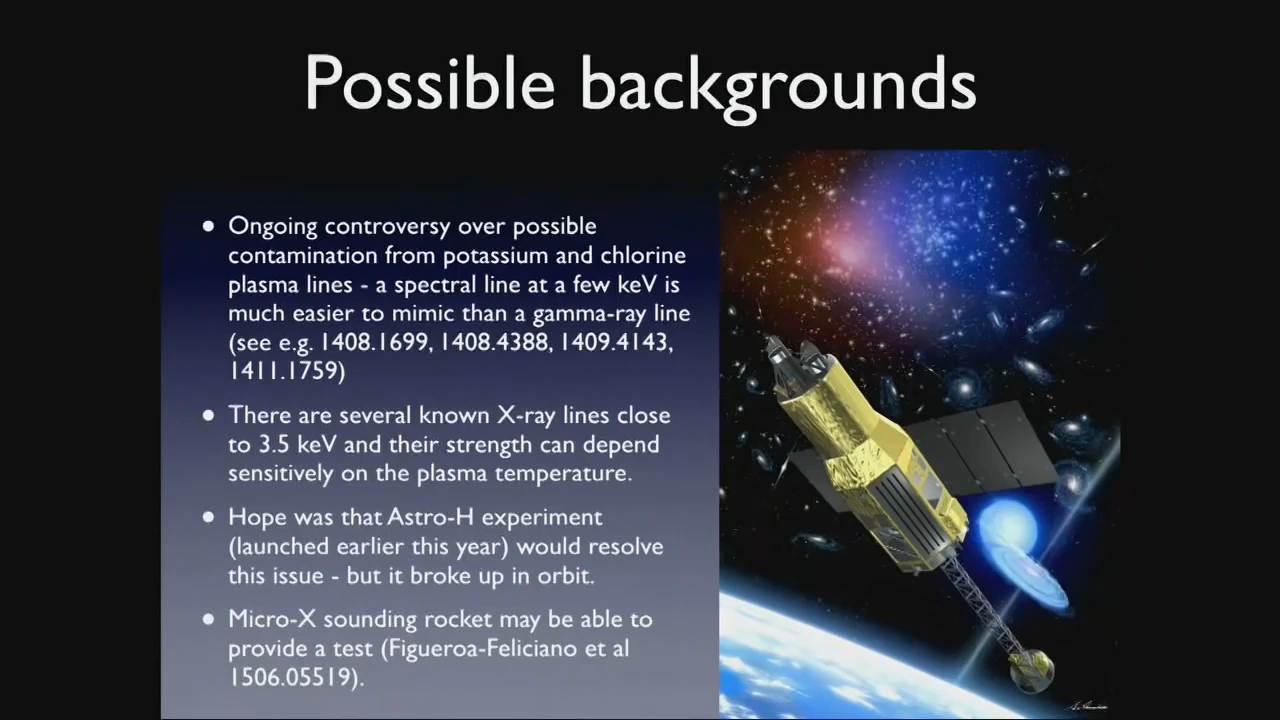 Possible backgrounds
• Ongoing controversy over possible
contamination from potassium and chlorine
plasma lines - a spectral line at a few keV is
much easier to mimic than a gamma-ray line
(see e.g. 1408.1699, 1408.4388, 1409.4143,
1411.1759)
• There are several known X-ray lines close
to 3.5 keV and their strength can depend
sensitively on the plasma temperature.
• Hope was that Astro-H experiment
(launched earlier this year) would resolve
this issue - but it broke up in orbit.
• Micro-X sounding rocket may be able to
provide a test (Figueroa-Feliciano et al
1506.05519).